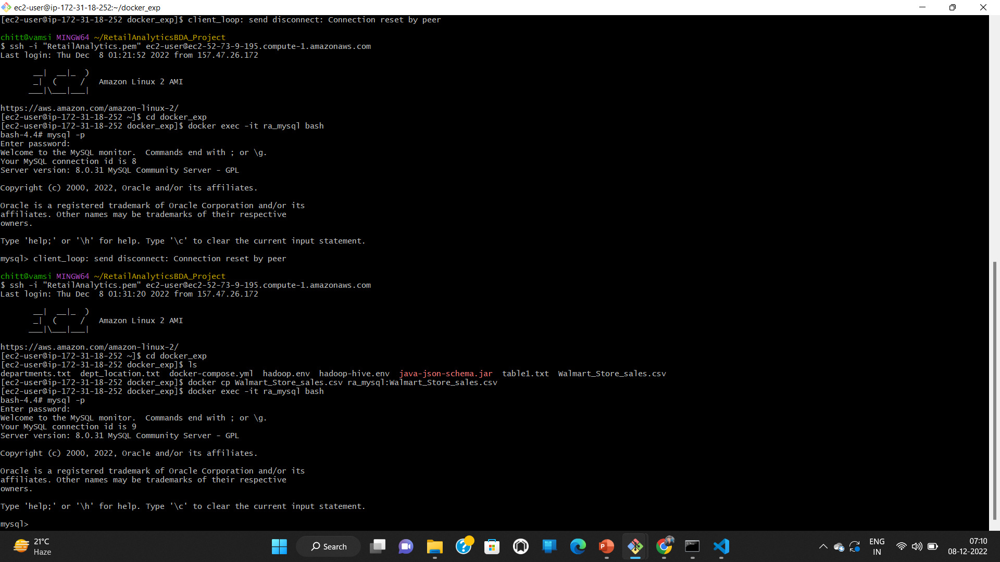 ec2-user@ip-172-31-18-252:~/docker_exp
[ec2-user@ip-172-31-18-252 docker_exp]$ client_loop: send disconnect: Connection reset by peer
chitt@vamsi MINGW64 ~/RetailAnalyticsBDA_Project
$ ssh -i "RetailAnalytics.pem" ec2-user@ec2-52-73-9-195.compute-1.amazonaws.com
Last login: Thu Dec  8 01:21:52 2022 from 157.47.26.172
       __|  __|_  )
       _|  (     /   Amazon Linux 2 AMI
      ___|\___|___|
https://aws.amazon.com/amazon-linux-2/
[ec2-user@ip-172-31-18-252 ~]$ cd docker_exp
[ec2-user@ip-172-31-18-252 docker_exp]$ docker exec -it ra_mysql bash
bash-4.4# mysql -p
Enter password:
Welcome to the MySQL monitor.  Commands end with ; or \g.
Your MySQL connection id is 8
Server version: 8.0.31 MySQL Community Server - GPL
Copyright (c) 2000, 2022, Oracle and/or its affiliates.
Oracle is a registered trademark of Oracle Corporation and/or its
affiliates. Other names may be trademarks of their respective
owners.
Type 'help;' or '\h' for help. Type '\c' to clear the current input statement.
mysql> client_loop: send disconnect: Connection reset by peer
chitt@vamsi MINGW64 ~/RetailAnalyticsBDA_Project
$ ssh -i "RetailAnalytics.pem" ec2-user@ec2-52-73-9-195.compute-1.amazonaws.com
Last login: Thu Dec  8 01:31:20 2022 from 157.47.26.172
       __|  __|_  )
       _|  (     /   Amazon Linux 2 AMI
      ___|\___|___|
https://aws.amazon.com/amazon-linux-2/
[ec2-user@ip-172-31-18-252 ~]$ cd docker_exp
[ec2-user@ip-172-31-18-252 docker_exp]$ ls
departments.txt  dept_location.txt  docker-compose.yml  hadoop.env  hadoop-hive.env  java-json-schema.jar  table1.txt  Walmart_Store_sales.csv
[ec2-user@ip-172-31-18-252 docker_exp]$ docker cp Walmart_Store_sales.csv ra_mysql:Walmart_Store_sales.csv
[ec2-user@ip-172-31-18-252 docker_exp]$ docker exec -it ra_mysql bash
bash-4.4# mysql -p
Enter password:
Welcome to the MySQL monitor.  Commands end with ; or \g.
Your MySQL connection id is 9
Server version: 8.0.31 MySQL Community Server - GPL
Copyright (c) 2000, 2022, Oracle and/or its affiliates.
Oracle is a registered trademark of Oracle Corporation and/or its
affiliates. Other names may be trademarks of their respective
owners.
Type 'help;' or '\h' for help. Type '\c' to clear the current input statement.
mysql>
21°C
Haze
Search
ENG
IN
07:10
08-12-2022